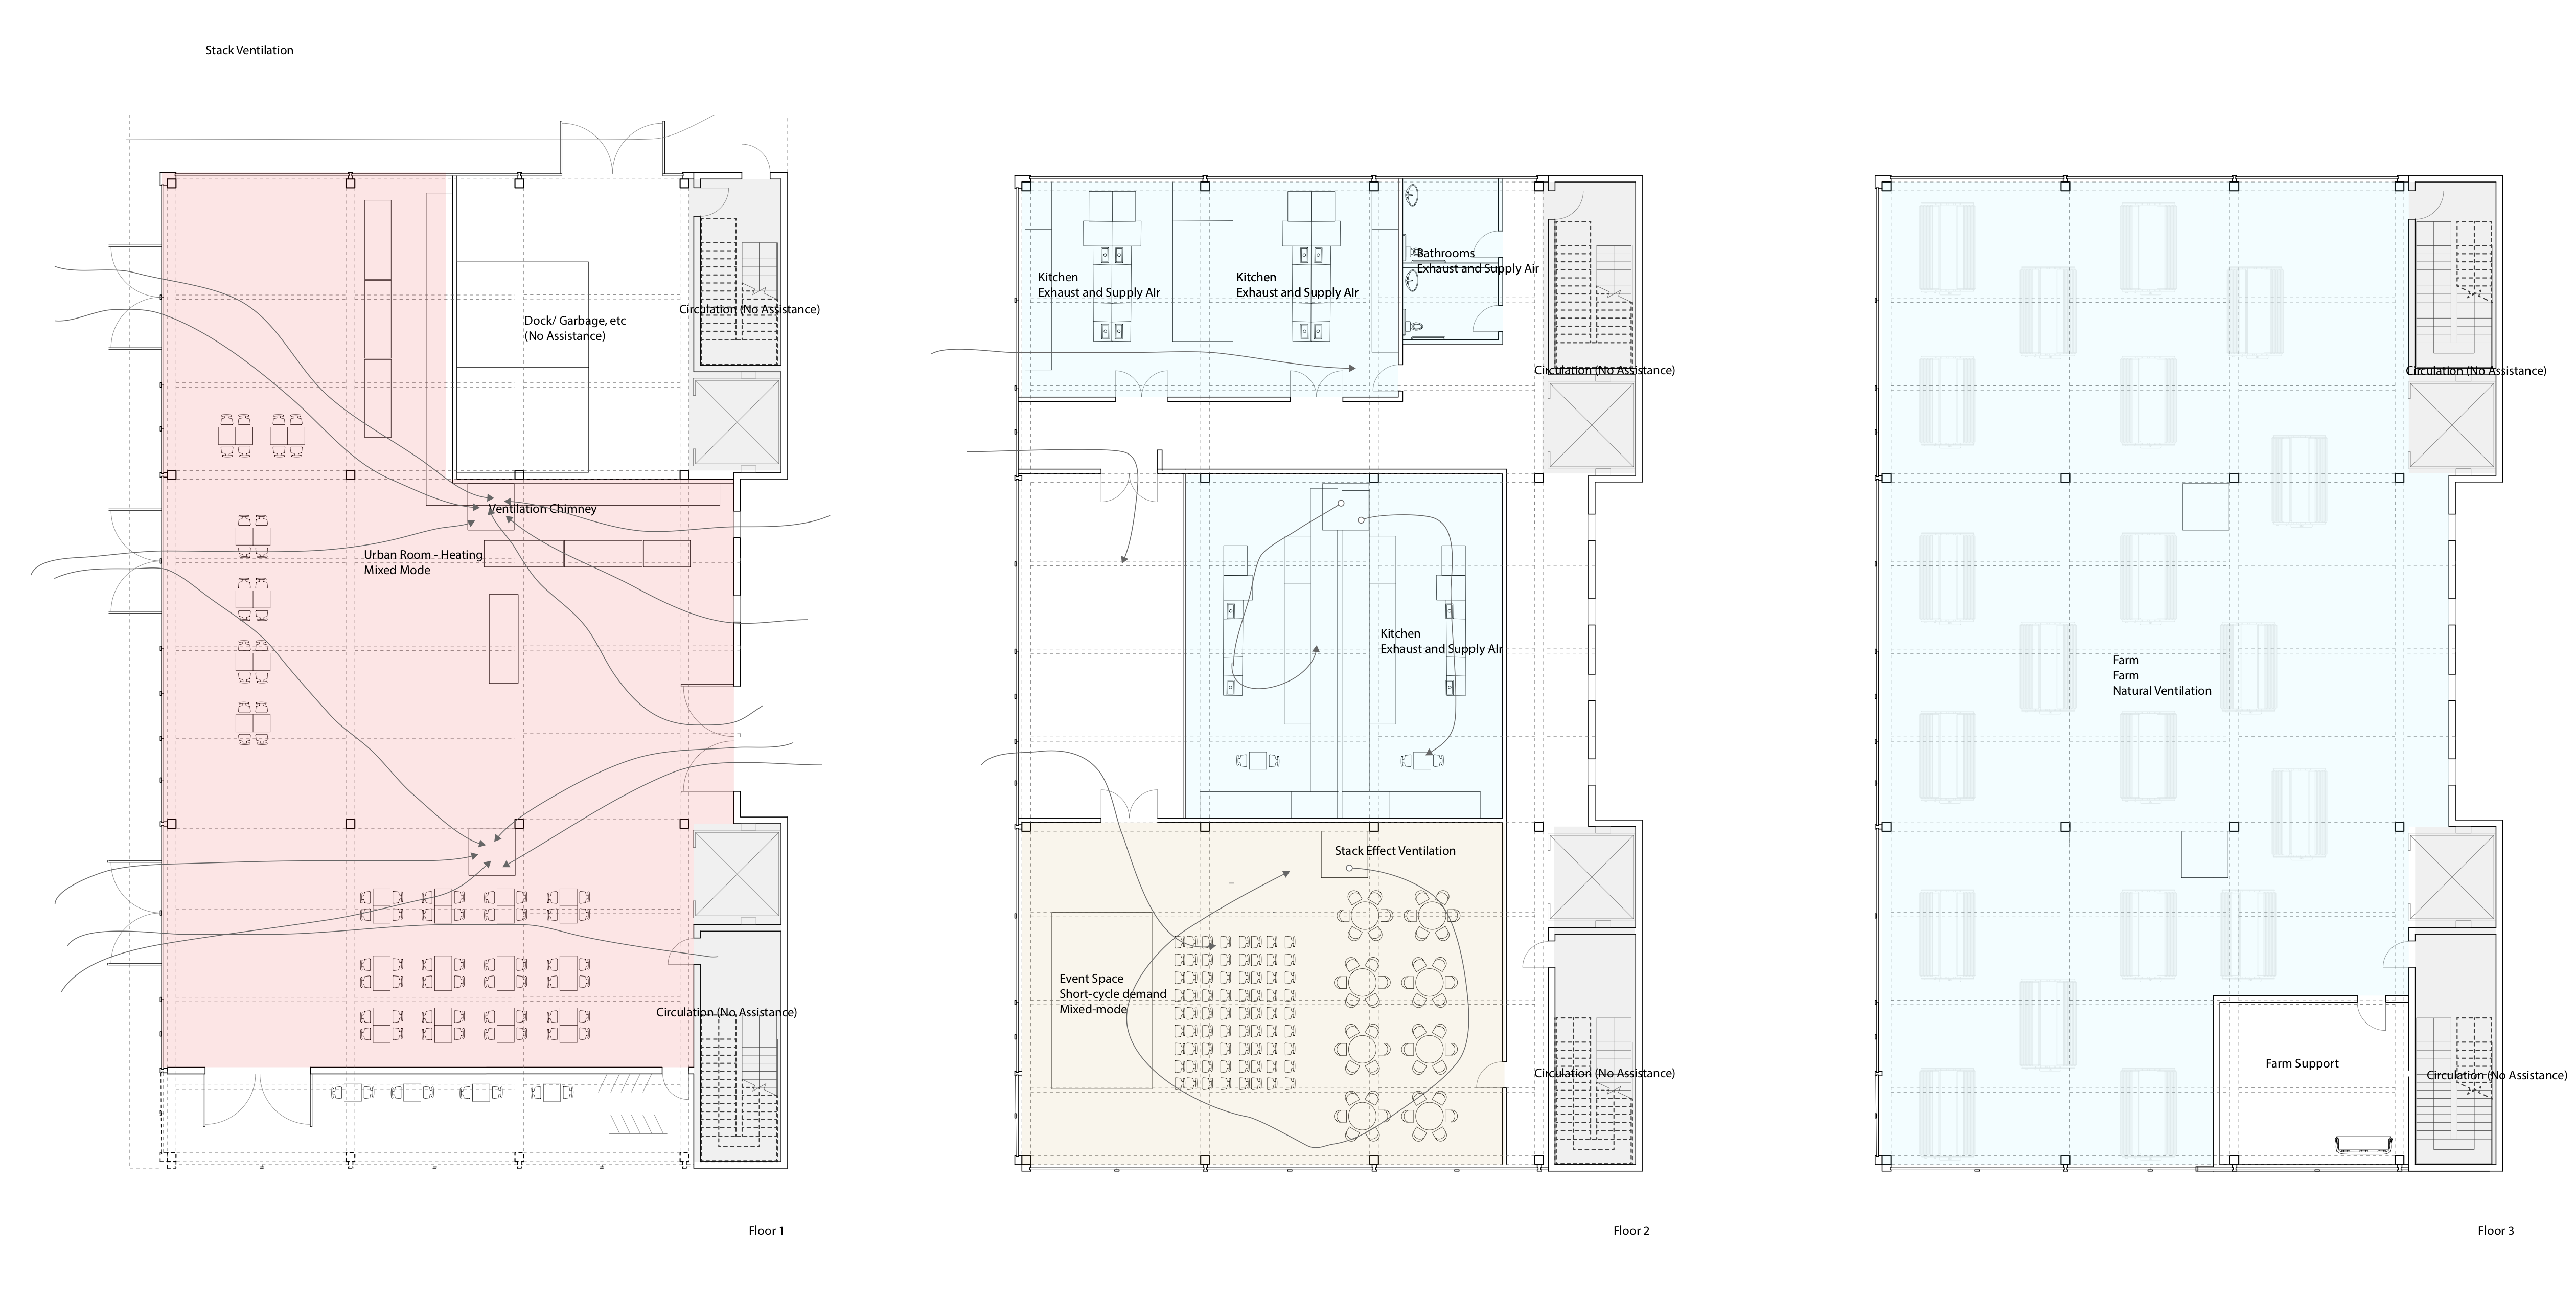 Stack Ventilation
Circulation (No Assistance)
Dock/ Garbage, etc
(No Assistance)
Ventilation Chimney
Urban Room - Heating
Mixed Mode
Circulation (No Assistance)
Floor 1
Kitchen
Exhaust and Supply AIr
Kitchen
Exhaust and Supply AIr
Bathrooms
Exhaust and Supply Air
Circulation (No Assistance)
Kitchen
Exhaust and Supply AIr
Stack Effect Ventilation
Event Space
Short-cycle demand
Mixed-mode
Circulation (No Assistance)
Floor 2
Circulation (No Assistance)
Farm
Farm
Natural Ventilation
Farm Support
Circulation (No Assistance)
Floor 3